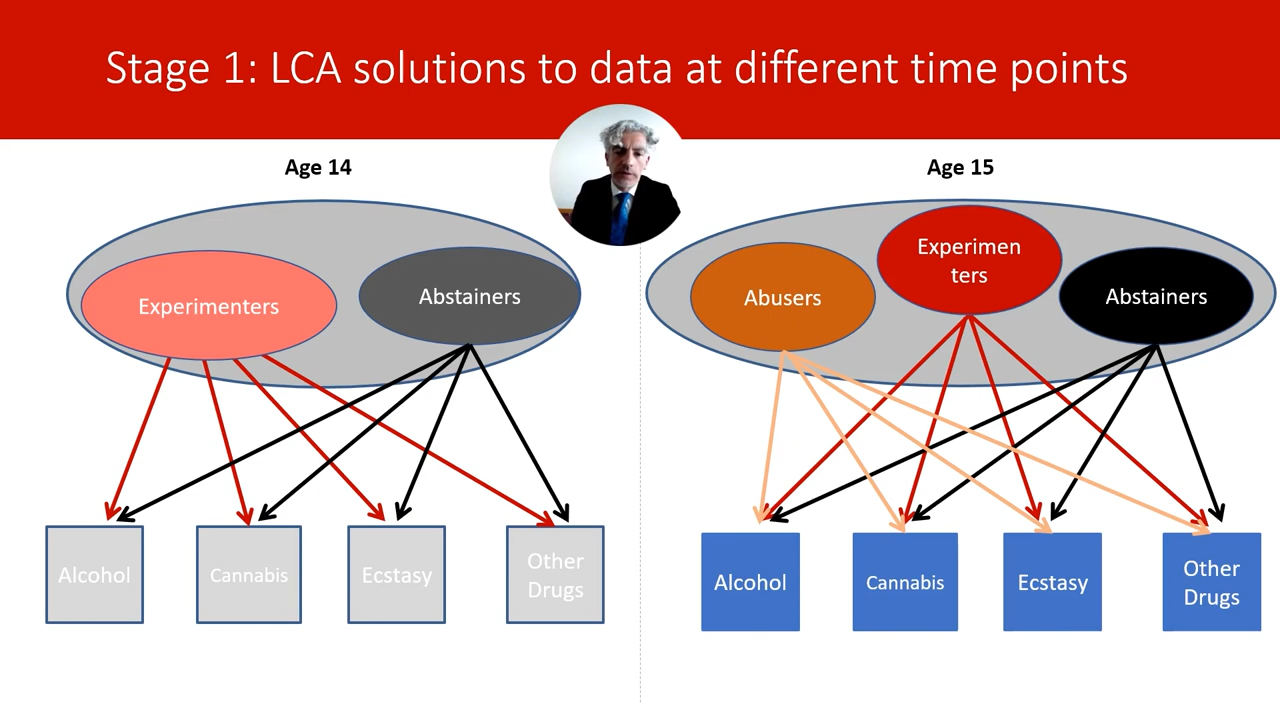 Stage 1: LCA solutions to data at different time points
Age 14
Experimenters
Abstainers
Alcohol
Cannabis
Ecstasy
Other
Drugs
Age 15
Abusers
Experimen
ters
Abstainers
Alcohol
Cannabis
Ecstasy
Other
Drugs